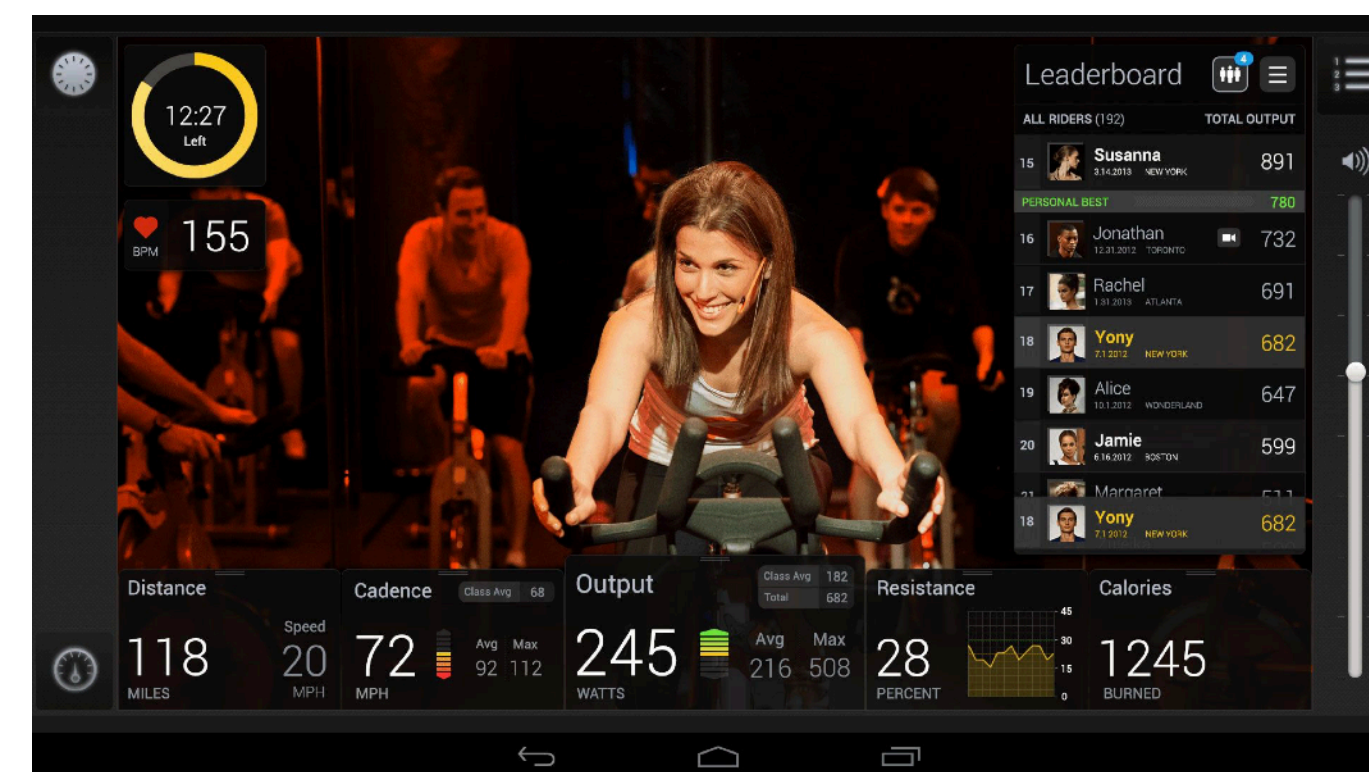 12:27
Left
BPM
155
Leaderboard
4
ALL RIDERS (192) TOTAL OUTPUT
15 Susanna 891
3.14.2013 NEW YORK
PERSONAL BEST 780
16 Jonathan 732
12.31.2012 TORONTO
17 Rachel 691
1.31.2013 ATLANTA
18 Yony 682
7.1.2012 NEW YORK
19 Alice 647
10.1.2012 WONDERLAND
20 Jamie 599
6.16.2012 BOSTON
21 Margaret 511
18 Yony 682
7.1.2012 NEW YORK
1
2
3
Distance
118
MILES
Speed
20
MPH
Cadence
Class Avg 68
72
MPH
Avg Max
92 112
Output
Class Avg 182
Total 682
245
WATTS
Avg Max
216 508
Resistance
28
PERCENT
45
30
15
0
Calories
1245
BURNED